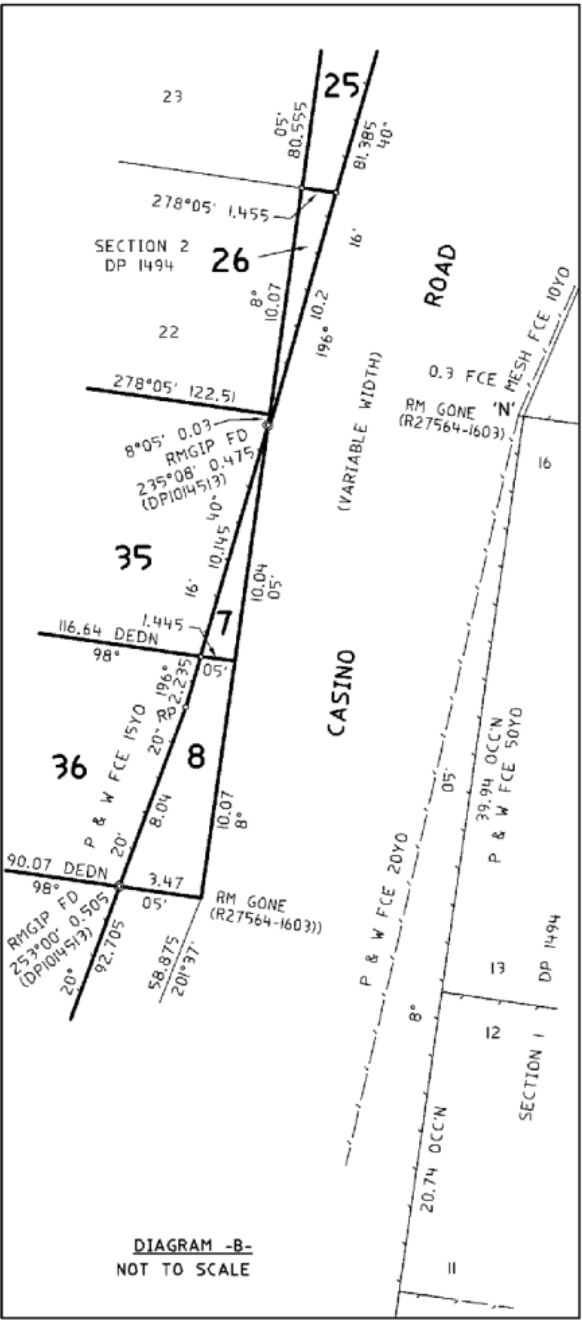 23
25
05'
80.555
81.385
40"
278°05' 1.455
16'
SECTION 2
DP 1494
26
8°
10.07
10.2
196°
ROAD
22
(VARIABLE WIDTH)
278°05' 122.51
8°05' 0.03
RMGIP FD
235°08' 0.475
(DP1014513)
0.3 FCE MESH FCE 10YO
RM GONE 'N'
(R27564-1603)
16
35
40"
10.145
16'
10.04
05'
7
1.445
116.64 DEDN
98°
05'
196°
2.235
RP
CASINO
20"
8
36
P & W FCE 15YO
8.04
20'
10.07
8°
39.94 OCC'N
P & W FCE 50YO
05'
P & W FCE 20YO
90.07 DEDN
98°
3.47
05'
RM GONE
(R27564-1603))
RMGIP FD
253°00' 0.505
(DP1014513)
92.705
20°
58.875
201°37'
13
DP 1494
8°
12
SECTION 1
20.74 OCC'N
11
DIAGRAM -B-
NOT TO SCALE